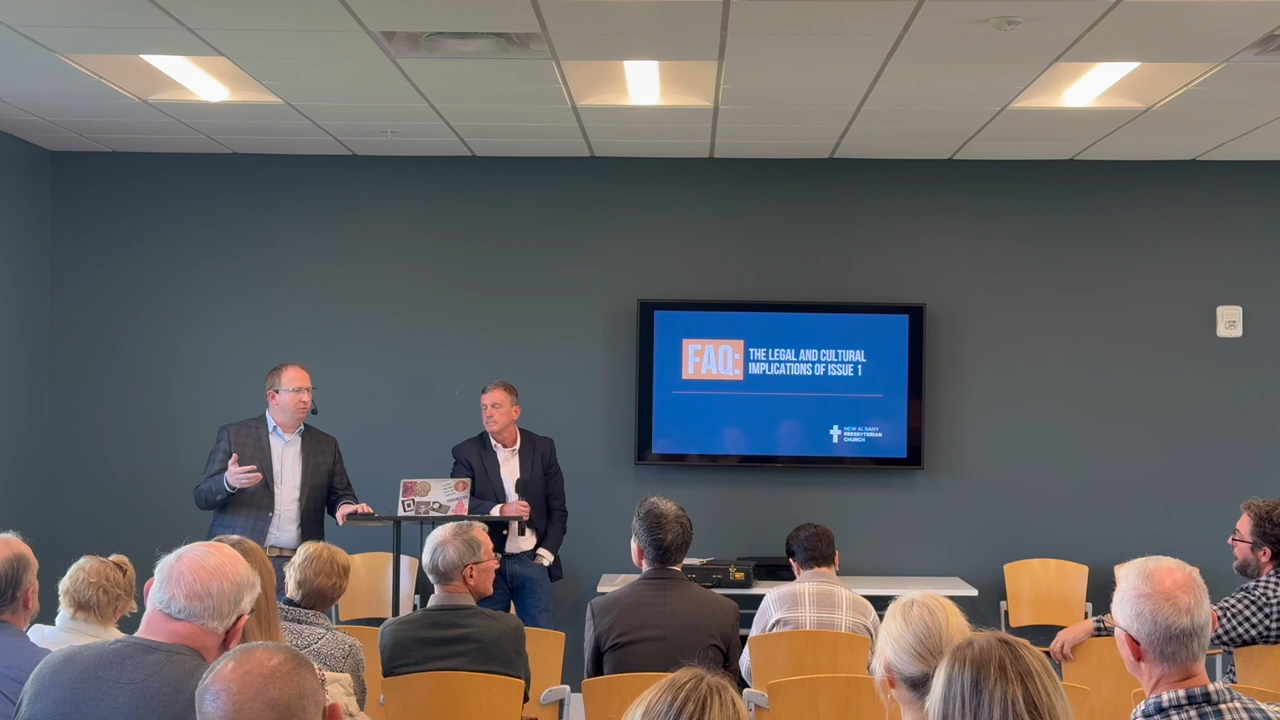 FAQ:
THE LEGAL AND CULTURAL
IMPLICATIONS OF ISSUE 1
NEW ALBANY
PRESBYTERIAN
CHURCH